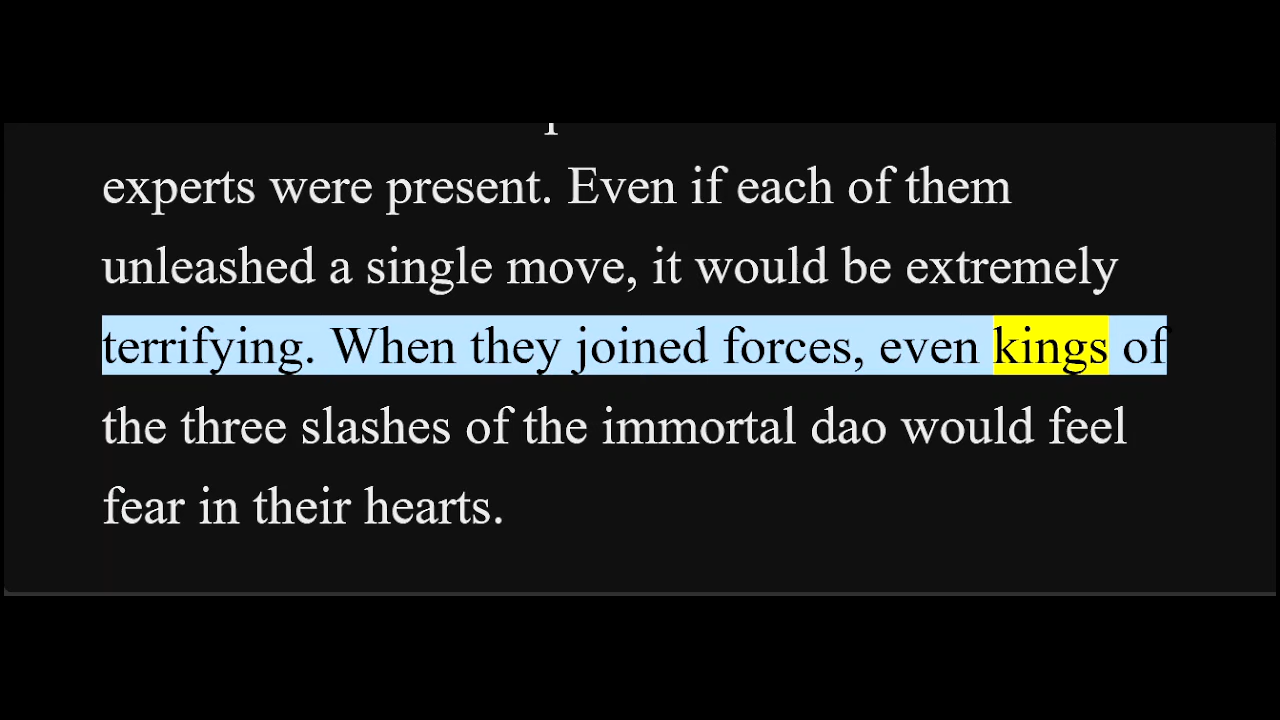 experts were present. Even if each of them
unleashed a single move, it would be extremely
terrifying. When they joined forces, even kings of
the three slashes of the immortal dao would feel
fear in their hearts.